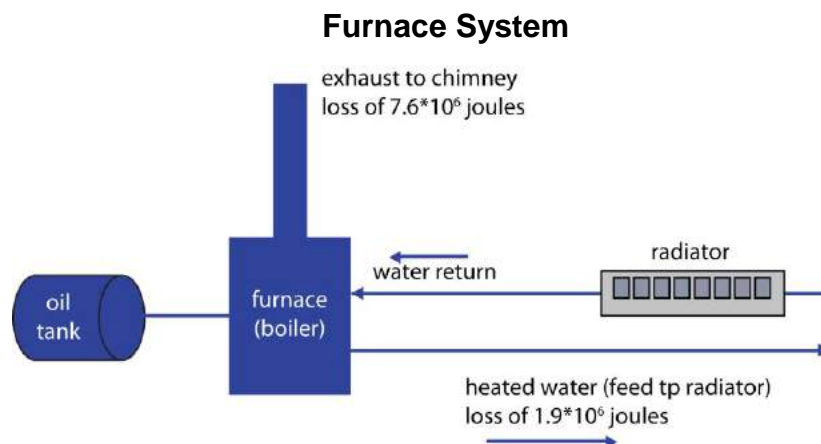 Furnace System
exhaust to chimney
loss of 7.6*10⁶ joules
radiator
water return
oil
tank
furnace
(boiler)
heated water (feed tp radiator)
loss of 1.9*10⁶ joules